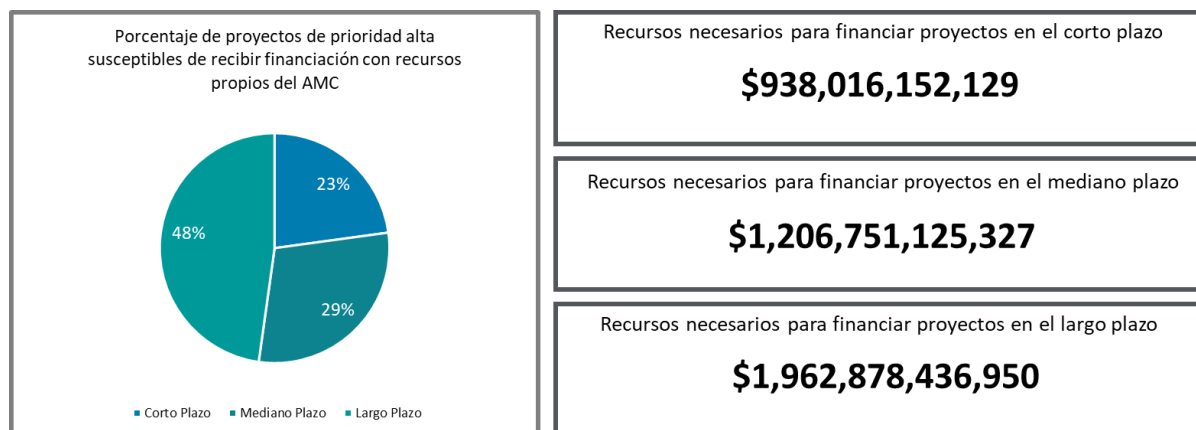 Porcentaje de proyectos de prioridad alta
susceptibles de recibir financiación con recursos
propios del AMC
23%
48%
29%
Corto Plazo
Mediano Plazo
Largo Plazo
Recursos necesarios para financiar proyectos en el corto plazo
$938,016,152,129
Recursos necesarios para financiar proyectos en el mediano plazo
$1,206,751,125,327
Recursos necesarios para financiar proyectos en el largo plazo
$1,962,878,436,950